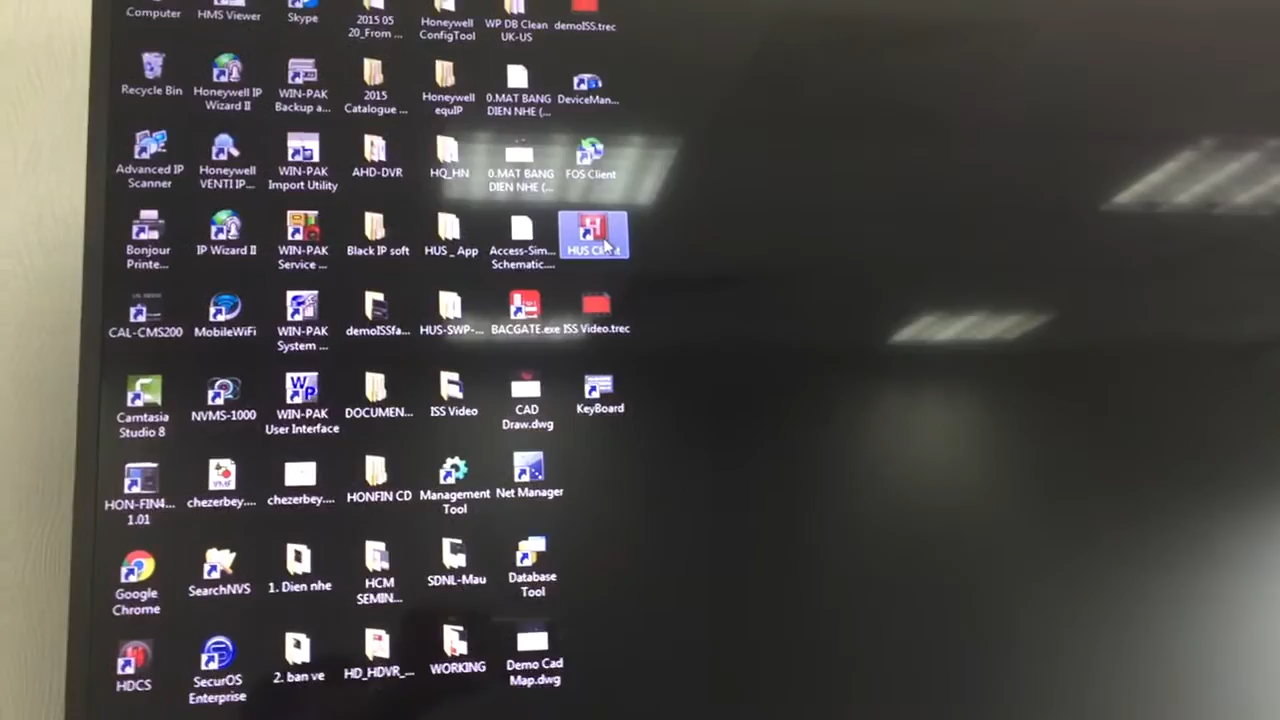 Computer
HMS Viewer
Skype
2015 05
20_From ...
Honeywell
ConfigTool
WP DB Clean
UK-US
demoISS.trec
Recycle Bin
Honeywell IP
Wizard II
WIN-PAK
Backup a...
2015
Catalogue ...
Honeywell
equIP
0.MAT BANG
DIEN NHE (...
DeviceMan...
Advanced IP
Scanner
Honeywell
VENTI IP...
WIN-PAK
Import Utility
AHD-DVR
HQ_HN
0.MAT BANG
DIEN NHE (...
FOS Client
Bonjour
Printe...
IP Wizard II
WIN-PAK
Service ...
Black IP soft
HUS _ App
Access-Sim...
Schematic....
H
HUS Client
CAL-CMS200
MobileWiFi
WIN-PAK
System ...
demoISSfa...
HUS-SWP-...
BACGATE.exe
ISS Video.trec
Camtasia
Studio 8
NVMS-1000
WP
WIN-PAK
User Interface
DOCUMEN...
ISS Video
CAD
Draw.dwg
KeyBoard
HON-FIN4...
1.01
chezerbey....
chezerbey....
HONFIN CD
Management
Tool
Net Manager
Google
Chrome
SearchNVS
1. Dien nhe
HCM
SEMIN...
SDNL-Mau
Database
Tool
HDCS
SecurOS
Enterprise
2. ban ve
HD_HDVR_...
WORKING
Demo Cad
Map.dwg